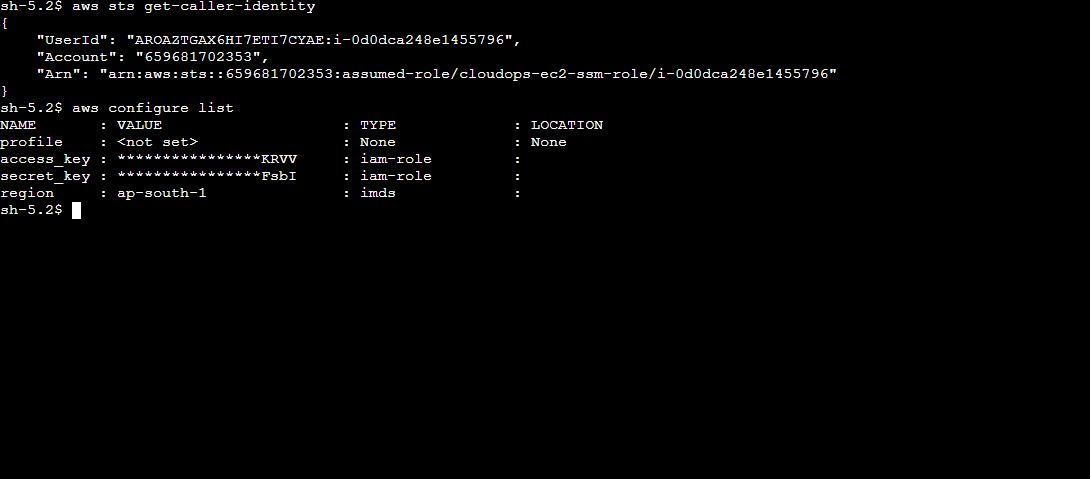 sh-5.2$ aws sts get-caller-identity
{
    "UserId": "AROAZTGAX6HI7ETI7CYAE:i-0d0dca248e1455796",
    "Account": "659681702353",
    "Arn": "arn:aws:sts::659681702353:assumed-role/cloudops-ec2-ssm-role/i-0d0dca248e1455796"
}
sh-5.2$ aws configure list
NAME       : VALUE                    : TYPE             : LOCATION
profile    : <not set>                : None             : None
access_key : ****************KRVV     : iam-role         :
secret_key : ****************FsbI     : iam-role         :
region     : ap-south-1               : imds             :
sh-5.2$